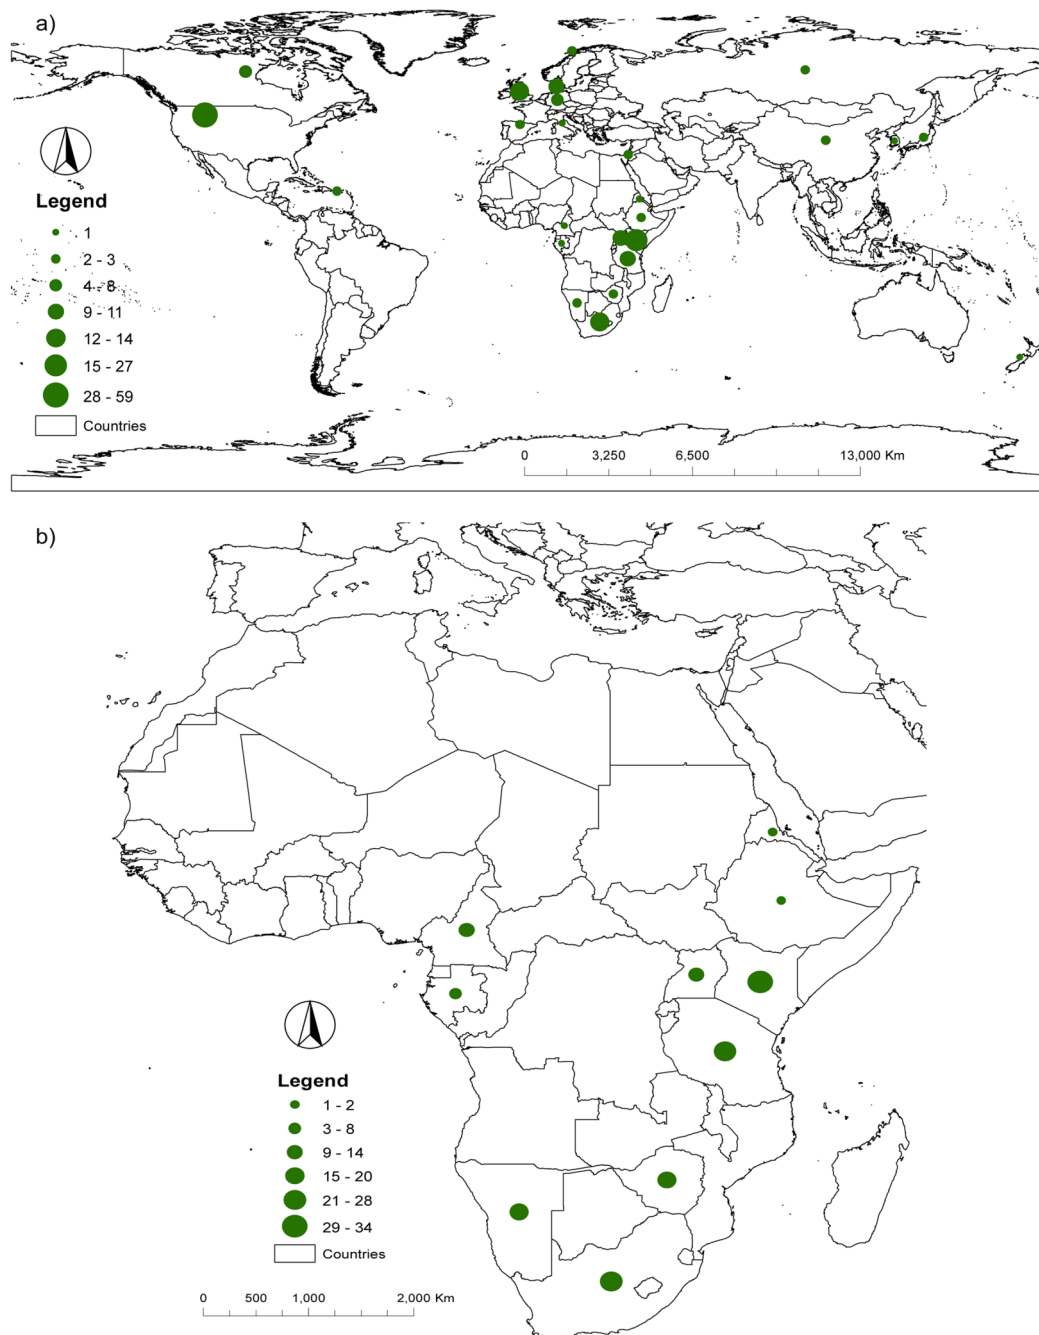 a)
Legend
1
2 - 3
4 - 8
9 - 11
12 - 14
15 - 27
28 - 59
Countries
0 3,250 6,500 13,000 Km
b)
Legend
1 - 2
3 - 8
9 - 14
15 - 20
21 - 28
29 - 34
Countries
0 500 1,000 2,000 Km